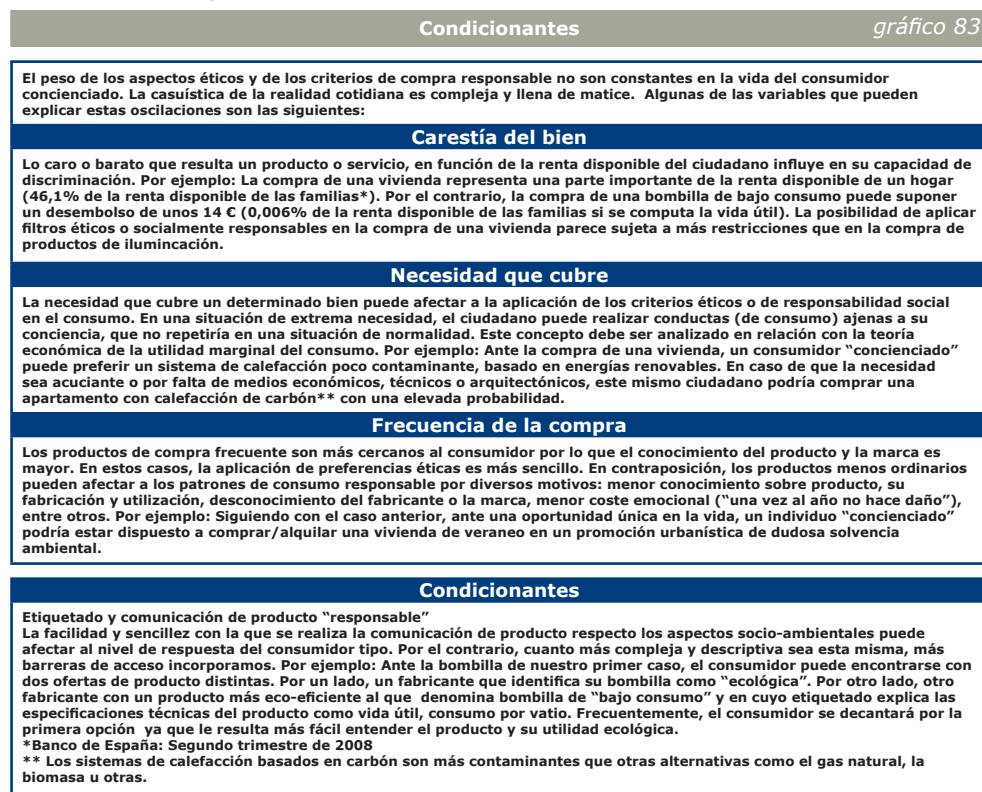 Condicionantes
gráfico 83
El peso de los aspectos éticos y de los criterios de compra responsable no son constantes en la vida del consumidor
concienciado. La casuística de la realidad cotidiana es compleja y llena de matice.  Algunas de las variables que pueden
explicar estas oscilaciones son las siguientes:
Carestía del bien
Lo caro o barato que resulta un producto o servicio, en función de la renta disponible del ciudadano influye en su capacidad de
discriminación. Por ejemplo: La compra de una vivienda representa una parte importante de la renta disponible de un hogar
(46,1% de la renta disponible de las familias*). Por el contrario, la compra de una bombilla de bajo consumo puede suponer
un desembolso de unos 14 € (0,006% de la renta disponible de las familias si se computa la vida útil). La posibilidad de aplicar
filtros éticos o socialmente responsables en la compra de una vivienda parece sujeta a más restricciones que en la compra de
productos de ilumincación.
Necesidad que cubre
La necesidad que cubre un determinado bien puede afectar a la aplicación de los criterios éticos o de responsabilidad social
en el consumo. En una situación de extrema necesidad, el ciudadano puede realizar conductas (de consumo) ajenas a su
conciencia, que no repetiría en una situación de normalidad. Este concepto debe ser analizado en relación con la teoría
económica de la utilidad marginal del consumo. Por ejemplo: Ante la compra de una vivienda, un consumidor “concienciado”
puede preferir un sistema de calefacción poco contaminante, basado en energías renovables. En caso de que la necesidad
sea acuciante o por falta de medios económicos, técnicos o arquitectónicos, este mismo ciudadano podría comprar una
apartamento con calefacción de carbón** con una elevada probabilidad.
Frecuencia de la compra
Los productos de compra frecuente son más cercanos al consumidor por lo que el conocimiento del producto y la marca es
mayor. En estos casos, la aplicación de preferencias éticas es más sencillo. En contraposición, los productos menos ordinarios
pueden afectar a los patrones de consumo responsable por diversos motivos: menor conocimiento sobre producto, su
fabricación y utilización, desconocimiento del fabricante o la marca, menor coste emocional (“una vez al año no hace daño”),
entre otros. Por ejemplo: Siguiendo con el caso anterior, ante una oportunidad única en la vida, un individuo “concienciado”
podría estar dispuesto a comprar/alquilar una vivienda de veraneo en un promoción urbanística de dudosa solvencia
ambiental.
Condicionantes
Etiquetado y comunicación de producto “responsable”
La facilidad y sencillez con la que se realiza la comunicación de producto respecto los aspectos socio-ambientales puede
afectar al nivel de respuesta del consumidor tipo. Por el contrario, cuanto más compleja y descriptiva sea esta misma, más
barreras de acceso incorporamos. Por ejemplo: Ante la bombilla de nuestro primer caso, el consumidor puede encontrarse con
dos ofertas de producto distintas. Por un lado, un fabricante que identifica su bombilla como “ecológica”. Por otro lado, otro
fabricante con un producto más eco-eficiente al que  denomina bombilla de “bajo consumo” y en cuyo etiquetado explica las
especificaciones técnicas del producto como vida útil, consumo por vatio. Frecuentemente, el consumidor se decantará por la
primera opción  ya que le resulta más fácil entender el producto y su utilidad ecológica.
*Banco de España: Segundo trimestre de 2008
** Los sistemas de calefacción basados en carbón son más contaminantes que otras alternativas como el gas natural, la
biomasa u otras.